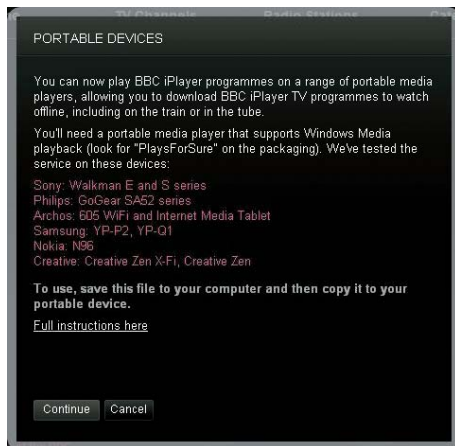 TV Channels Radio Stations
PORTABLE DEVICES
You can now play BBC iPlayer programmes on a range of portable media
players, allowing you to download BBC iPlayer TV programmes to watch
offline, including on the train or in the tube.
You'll need a portable media player that supports Windows Media
playback (look for "PlaysForSure" on the packaging). We've tested the
service on these devices:
Sony: Walkman E and S series
Philips: GoGear SA52 series
Archos: 605 WiFi and Internet Media Tablet
Samsung: YP-P2, YP-Q1
Nokia: N96
Creative: Creative Zen X-Fi, Creative Zen
To use, save this file to your computer and then copy it to your
portable device.
Full instructions here
Continue Cancel